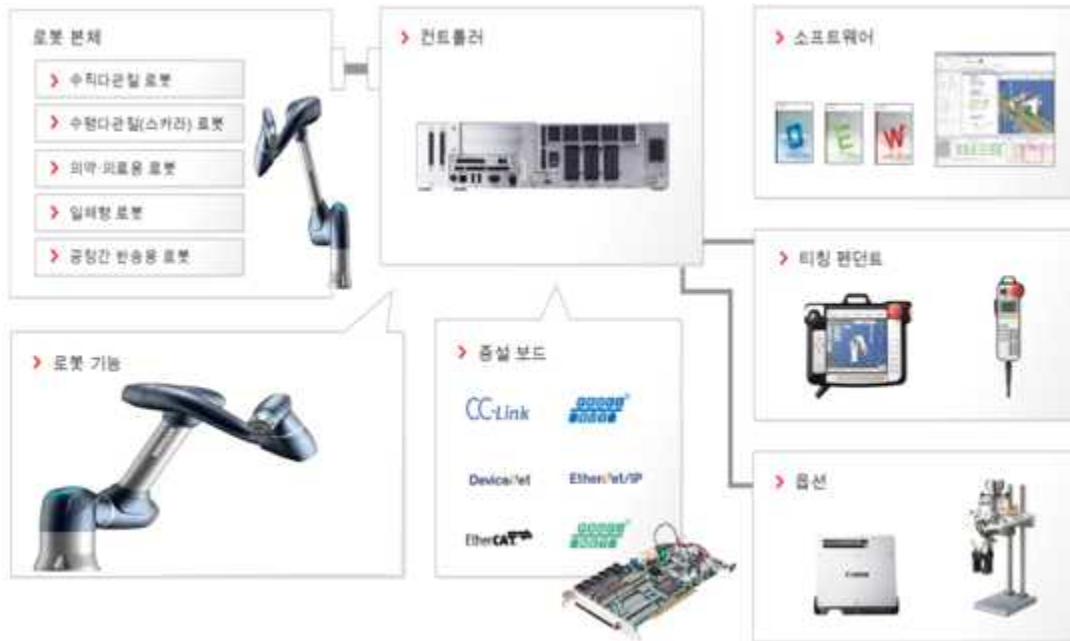 로봇 본체
수직다관절 로봇
수평다관절(스카라) 로봇
의약·의료용 로봇
일체형 로봇
공정간 반송용 로봇
컨트롤러
소프트웨어
D
E
W
티칭 펜던트
로봇 기능
증설 보드
CC-Link
DeviceNet
EtherNet/IP
EtherCAT
옵션
Canon